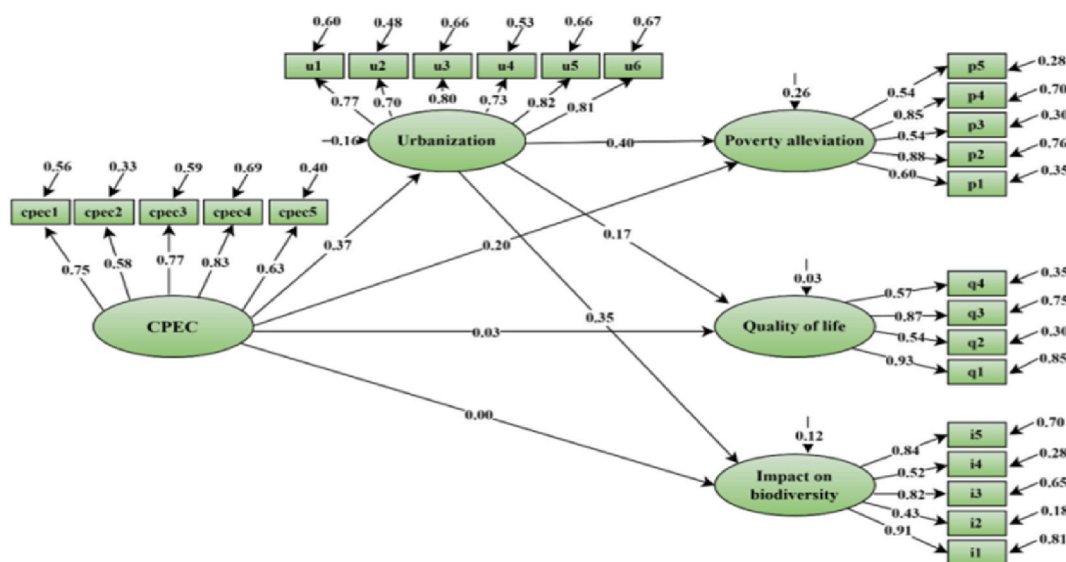 0.60 0.48 0.66 0.53 0.66 0.67
u1 u2 u3 u4 u5 u6
0.77 0.70 0.80 0.73 0.82 0.81
0.16
Urbanization
0.56 0.33 0.59 0.69 0.40
cpec1 cpec2 cpec3 cpec4 cpec5
0.75 0.58 0.77 0.83 0.63
CPEC
0.37
0.40
0.20
0.17
0.35
0.03
0.00
0.26
Poverty alleviation
0.54 p5 0.28
0.85 p4 0.70
0.54 p3 0.30
0.88 p2 0.76
0.60 p1 0.35
0.03
Quality of life
0.57 q4 0.35
0.87 q3 0.75
0.54 q2 0.30
0.93 q1 0.85
0.12
Impact on
biodiversity
0.84 i5 0.70
0.52 i4 0.28
0.82 i3 0.65
0.43 i2 0.18
0.91 i1 0.81